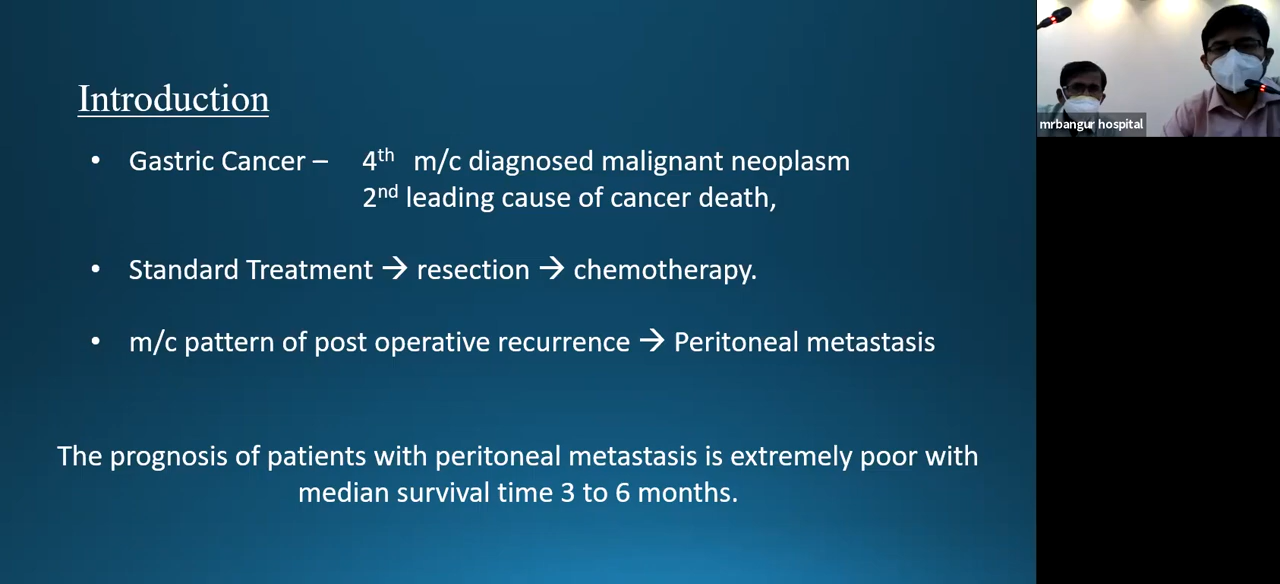 Introduction
• Gastric Cancer – 4th m/c diagnosed malignant neoplasm
2nd leading cause of cancer death,
• Standard Treatment → resection → chemotherapy.
• m/c pattern of post operative recurrence → Peritoneal metastasis
The prognosis of patients with peritoneal metastasis is extremely poor with
median survival time 3 to 6 months.
mrbangur hospital